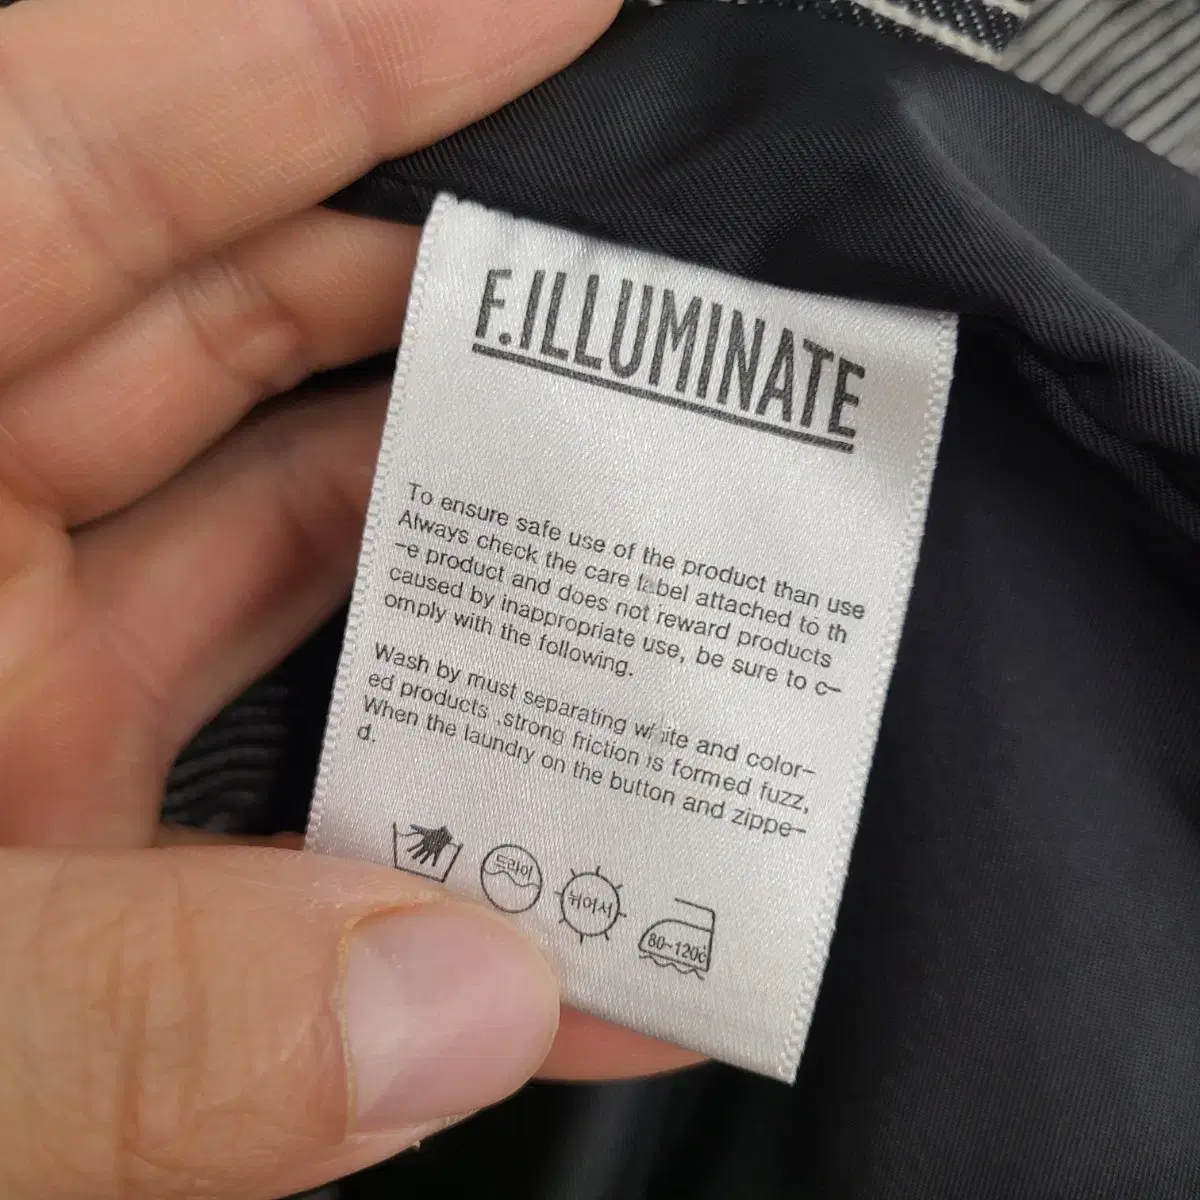 F.ILLUMINATE
To ensure safe use of the product than use
Always check the care label attached to th
-e product and does not reward products
caused by inappropriate use, be sure to c-
omply with the following.
Wash by must separating white and color-
ed products .strong friction is formed fuzz,
When the laundry on the button and zippe-
d.
드라이
뉘어서
80~120℃